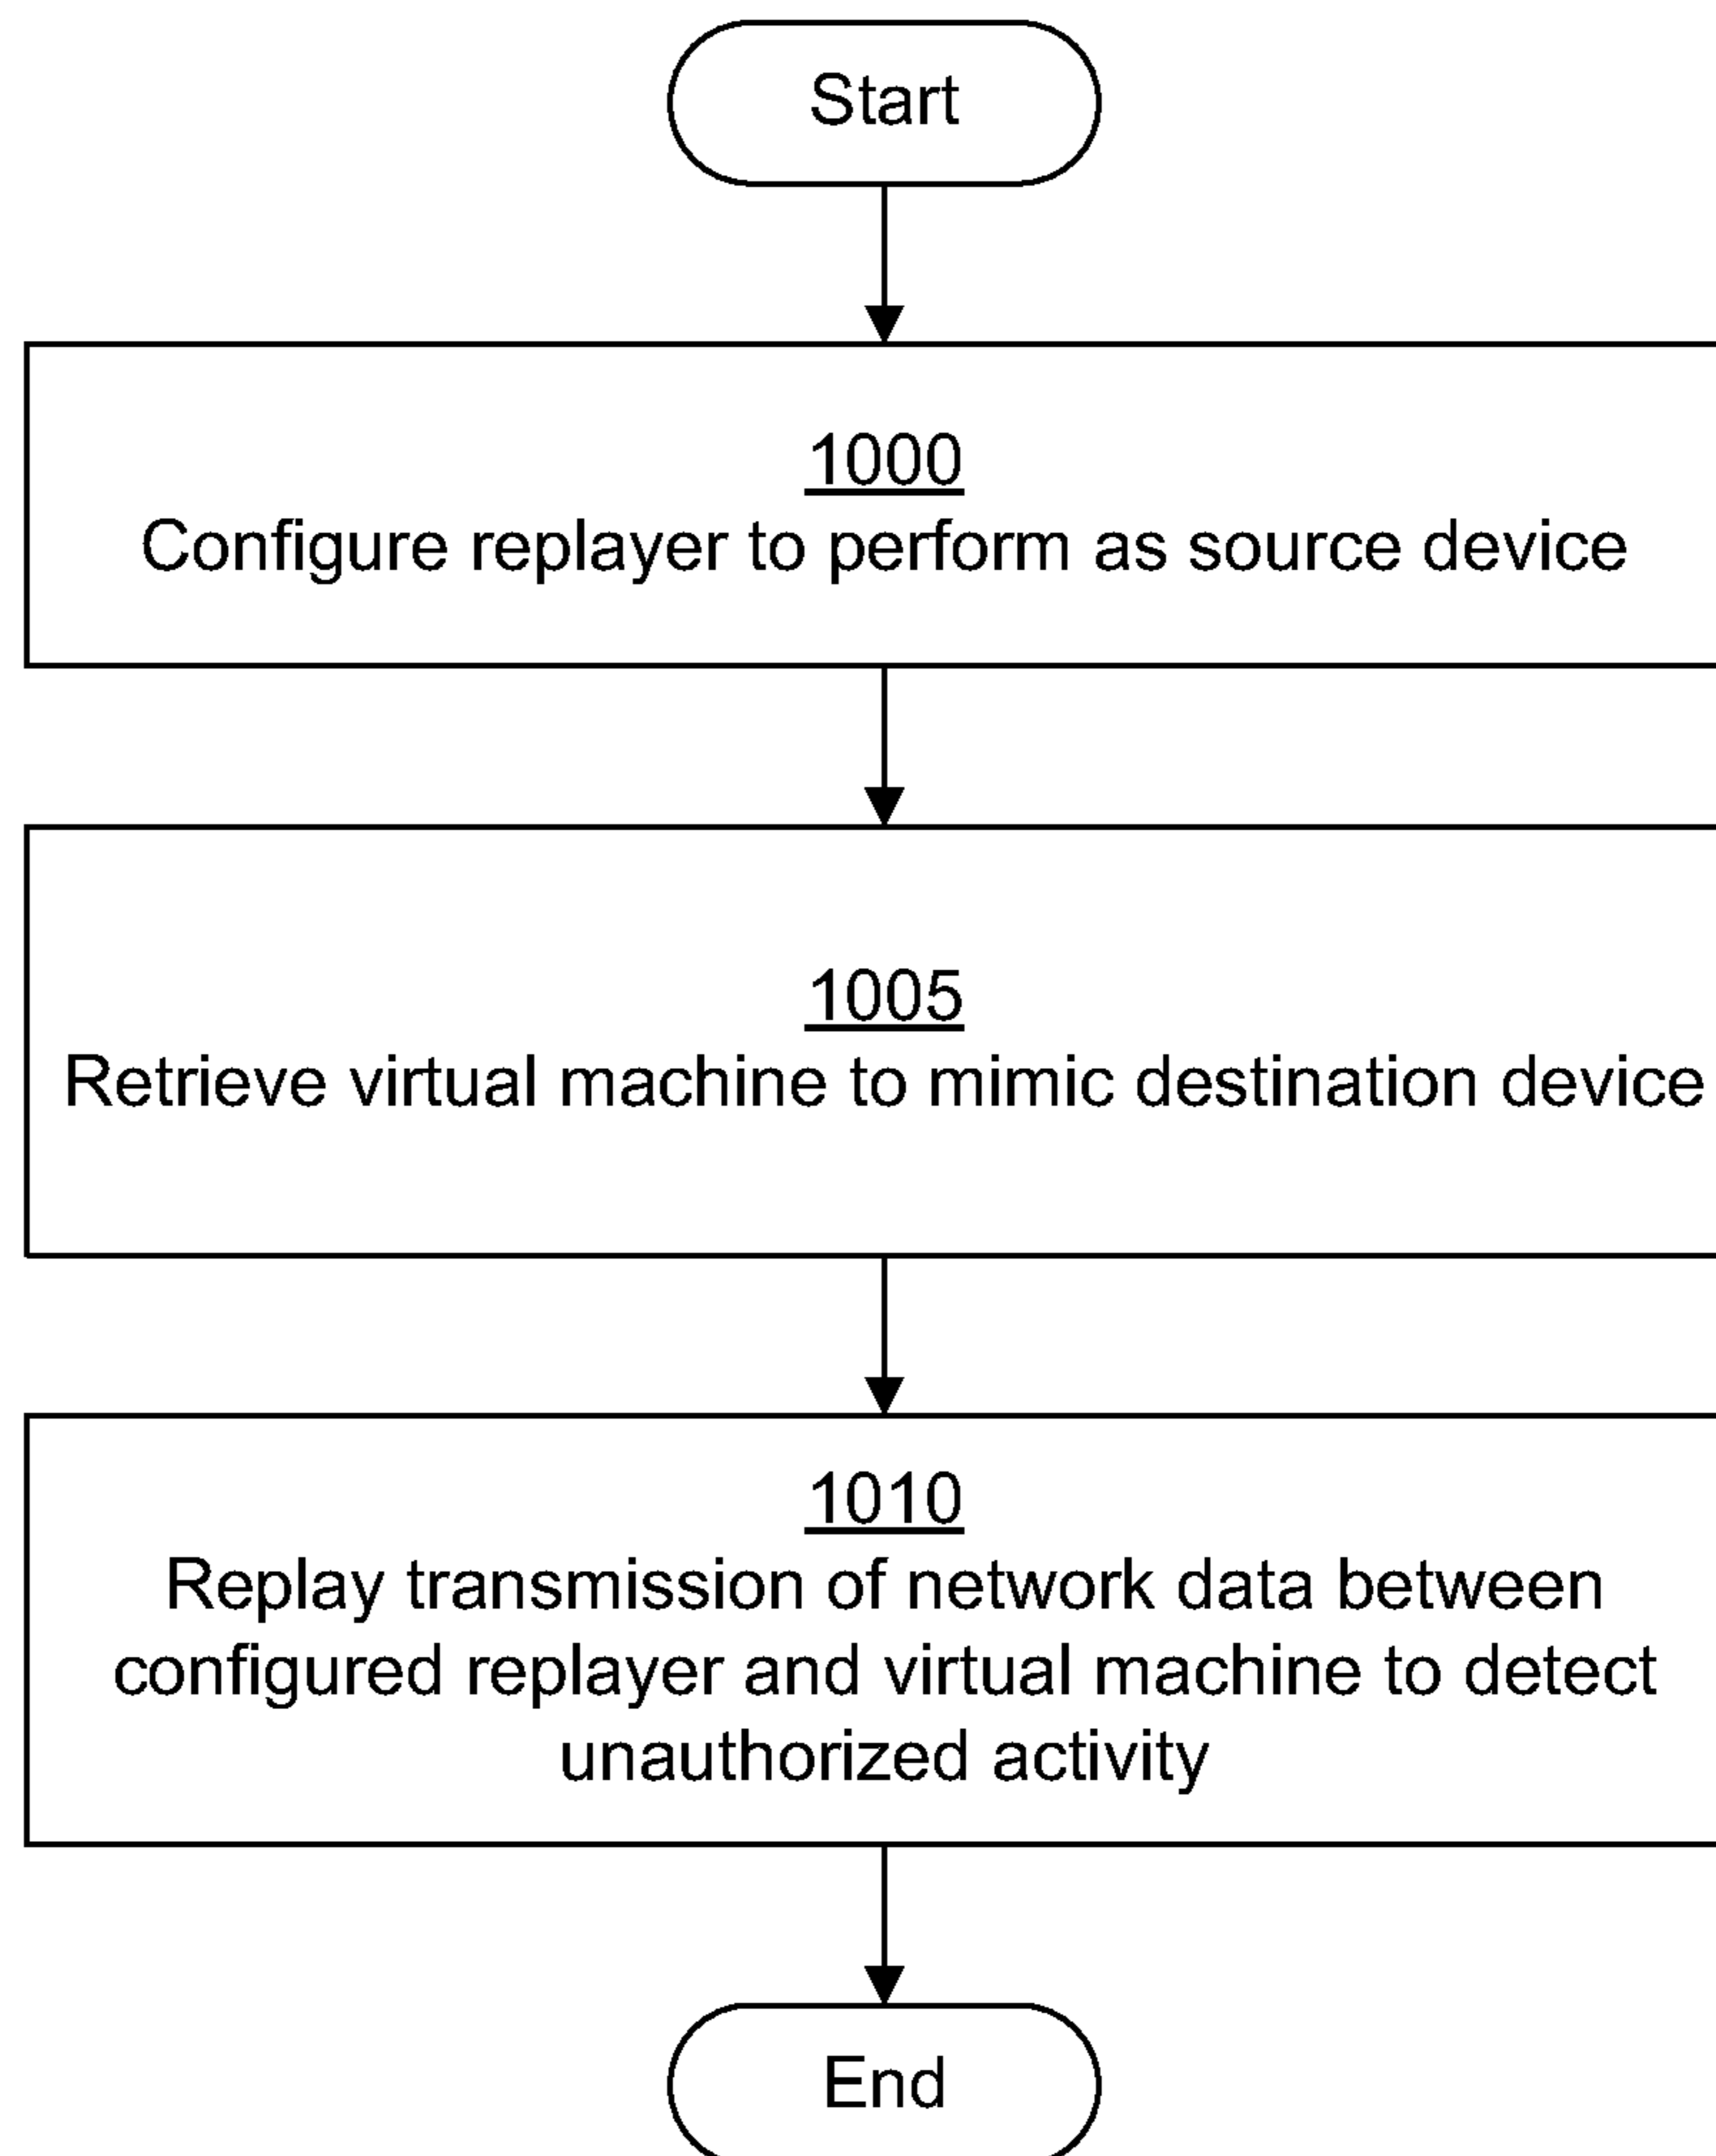 Start
1000
Configure replayer to perform as source device
1005
Retrieve virtual machine to mimic destination device
1010
Replay transmission of network data between
configured replayer and virtual machine to detect
unauthorized activity
End